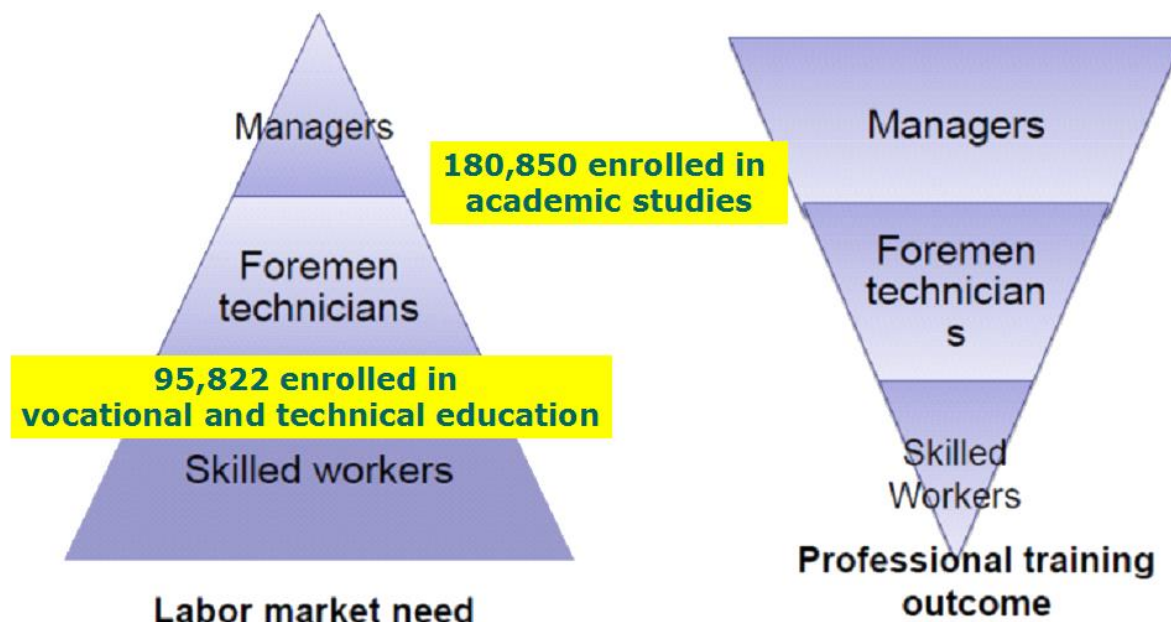 Managers
180,850 enrolled in
academic studies
Foremen
technicians
95,822 enrolled in
vocational and technical education
Skilled workers
Labor market need
Managers
Foremen
technician
s
Skilled
Workers
Professional training
outcome